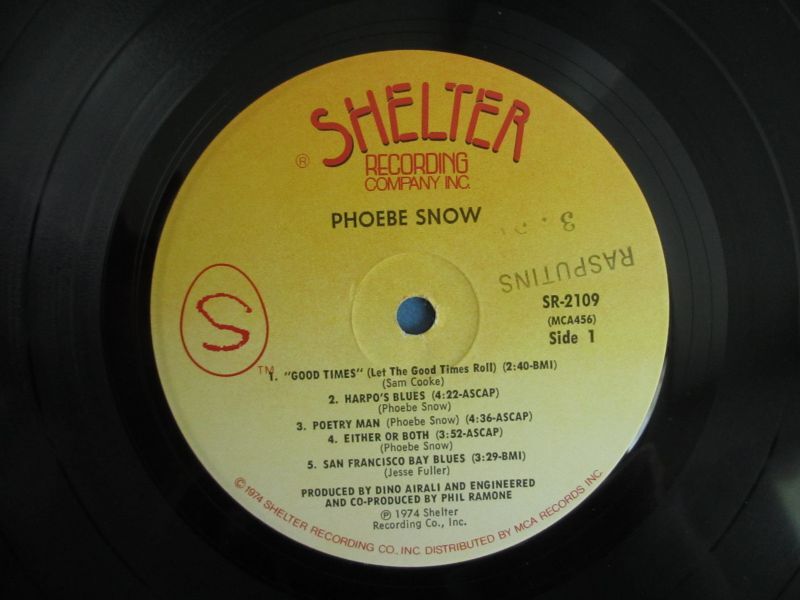 SHELTER
® RECORDING
COMPANY INC.
PHOEBE SNOW
RASPUTINS
S
TM
SR-2109
(MCA456)
Side 1
1. "GOOD TIMES" (Let The Good Times Roll) (2:40-BMI)
(Sam Cooke)
2. HARPO'S BLUES (4:22-ASCAP)
(Phoebe Snow)
3. POETRY MAN (Phoebe Snow) (4:36-ASCAP)
4. EITHER OR BOTH (3:52-ASCAP)
(Phoebe Snow)
5. SAN FRANCISCO BAY BLUES (3:29-BMI)
(Jesse Fuller)
PRODUCED BY DINO AIRALI AND ENGINEERED
AND CO-PRODUCED BY PHIL RAMONE
℗ 1974 Shelter
Recording Co., Inc.
© 1974 SHELTER RECORDING CO., INC. DISTRIBUTED BY MCA RECORDS INC.